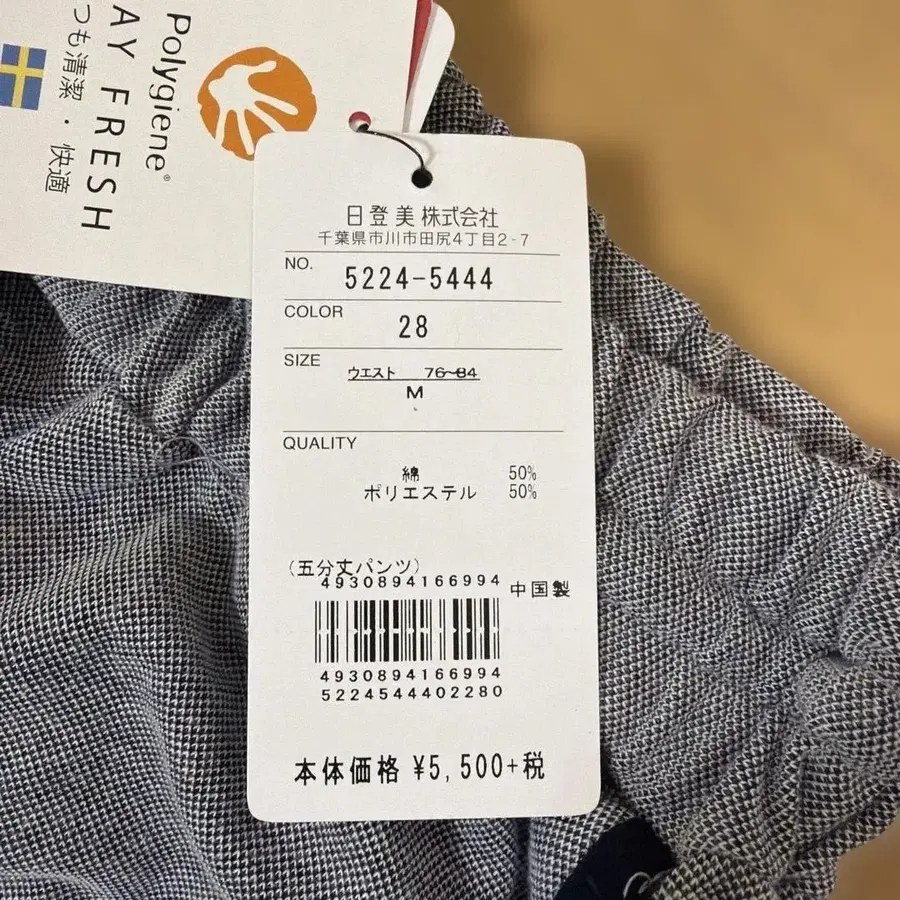 Polygiene®
AY FRESH
つも清潔・快適
日登美株式会社
千葉県市川市田尻4丁目2-7
NO. 5224-5444
COLOR 28
SIZE ウエスト 76~84
M
QUALITY
綿 50%
ポリエステル 50%
(五分丈パンツ)
4930894166994
中国製
4930894166994
5224544402280
本体価格 ¥5,500+税